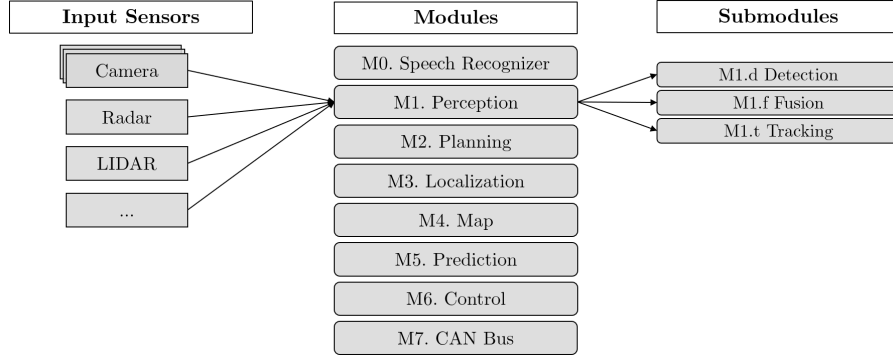 Input Sensors
Camera
Radar
LIDAR
...
Modules
M0. Speech Recognizer
M1. Perception
M2. Planning
M3. Localization
M4. Map
M5. Prediction
M6. Control
M7. CAN Bus
Submodules
M1.d Detection
M1.f Fusion
M1.t Tracking